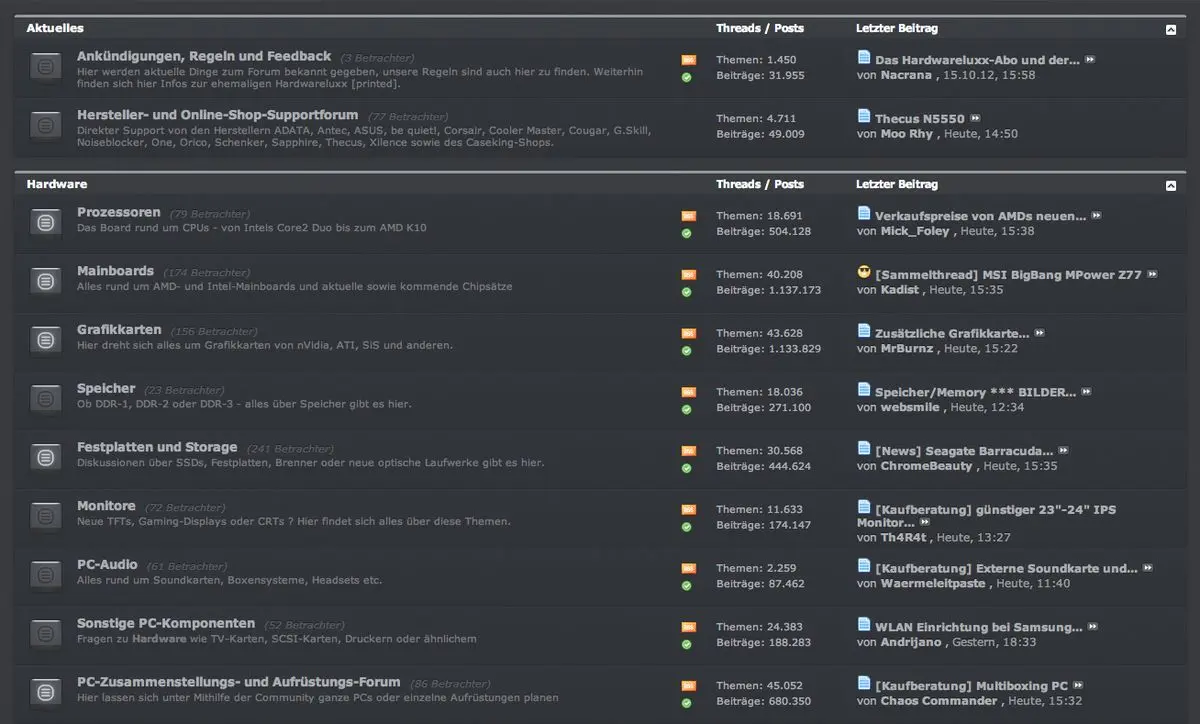 Aktuelles Threads / Posts Letzter Beitrag
Ankündigungen, Regeln und Feedback (3 Betrachter)
Hier werden aktuelle Dinge zum Forum bekannt gegeben, unsere Regeln sind auch hier zu finden. Weiterhin
finden sich hier Infos zur ehemaligen Hardwareluxx [printed].
Themen: 1.450
Beiträge: 31.955
Das Hardwareluxx-Abo und der...
von Nacrana , 15.10.12, 15:58
Hersteller- und Online-Shop-Supportforum (77 Betrachter)
Direkter Support von den Herstellern ADATA, Antec, ASUS, be quiet!, Corsair, Cooler Master, Cougar, G.Skill,
Noiseblocker, One, Orico, Schenker, Sapphire, Thecus, Xilence sowie des Caseking-Shops.
Themen: 4.711
Beiträge: 49.009
Thecus N5550
von Moo Rhy , Heute, 14:50
Hardware Threads / Posts Letzter Beitrag
Prozessoren (79 Betrachter)
Das Board rund um CPUs - von Intels Core2 Duo bis zum AMD K10
Themen: 18.691
Beiträge: 504.128
Verkaufspreise von AMDs neuen...
von Mick_Foley , Heute, 15:38
Mainboards (174 Betrachter)
Alles rund um AMD- und Intel-Mainboards und aktuelle sowie kommende Chipsätze
Themen: 40.208
Beiträge: 1.137.173
[Sammelthread] MSI BigBang MPower Z77
von Kadist , Heute, 15:35
Grafikkarten (156 Betrachter)
Hier dreht sich alles um Grafikkarten von nVidia, ATI, SiS und anderen.
Themen: 43.628
Beiträge: 1.133.829
Zusätzliche Grafikkarte...
von MrBurnz , Heute, 15:22
Speicher (23 Betrachter)
Ob DDR-1, DDR-2 oder DDR-3 - alles über Speicher gibt es hier.
Themen: 18.036
Beiträge: 271.100
Speicher/Memory *** BILDER...
von websmile , Heute, 12:34
Festplatten und Storage (241 Betrachter)
Diskussionen über SSDs, Festplatten, Brenner oder neue optische Laufwerke gibt es hier.
Themen: 30.568
Beiträge: 444.624
[News] Seagate Barracuda...
von ChromeBeauty , Heute, 15:35
Monitore (72 Betrachter)
Neue TFTs, Gaming-Displays oder CRTs ? Hier findet sich alles über diese Themen.
Themen: 11.633
Beiträge: 174.147
[Kaufberatung] günstiger 23"-24" IPS
Monitor...
von Th4R4t , Heute, 13:27
PC-Audio (61 Betrachter)
Alles rund um Soundkarten, Boxensysteme, Headsets etc.
Themen: 2.259
Beiträge: 87.462
[Kaufberatung] Externe Soundkarte und...
von Waermeleitpaste , Heute, 11:40
Sonstige PC-Komponenten (52 Betrachter)
Fragen zu Hardware wie TV-Karten, SCSI-Karten, Druckern oder ähnlichem
Themen: 24.383
Beiträge: 188.283
WLAN Einrichtung bei Samsung...
von Andrijano , Gestern, 18:33
PC-Zusammenstellungs- und Aufrüstungs-Forum (86 Betrachter)
Hier lassen sich unter Mithilfe der Community ganze PCs oder einzelne Aufrüstungen planen
Themen: 45.052
Beiträge: 680.350
[Kaufberatung] Multiboxing PC
von Chaos Commander , Heute, 15:32